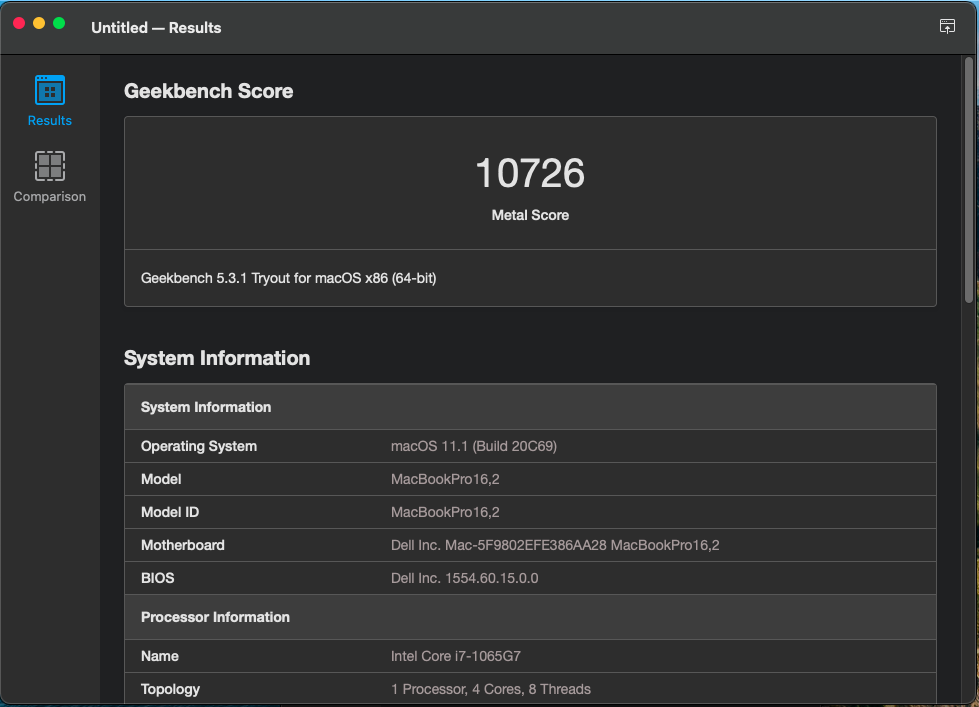 Untitled — Results
Results
Comparison
Geekbench Score
10726
Metal Score
Geekbench 5.3.1 Tryout for macOS x86 (64-bit)
System Information
System Information
Operating System macOS 11.1 (Build 20C69)
Model MacBookPro16,2
Model ID MacBookPro16,2
Motherboard Dell Inc. Mac-5F9802EFE386AA28 MacBookPro16,2
BIOS Dell Inc. 1554.60.15.0.0
Processor Information
Name Intel Core i7-1065G7
Topology 1 Processor, 4 Cores, 8 Threads